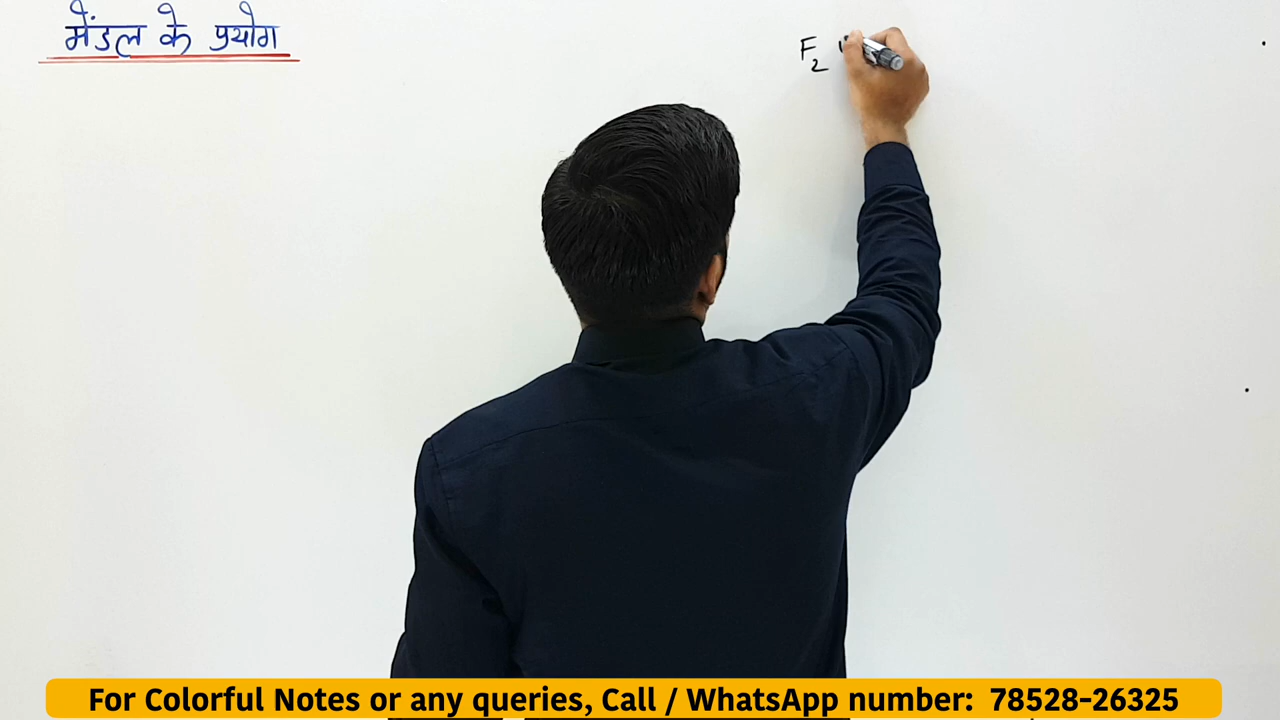 मेंडल के प्रयोग
F₂
For Colorful Notes or any queries, Call / WhatsApp number: 78528-26325